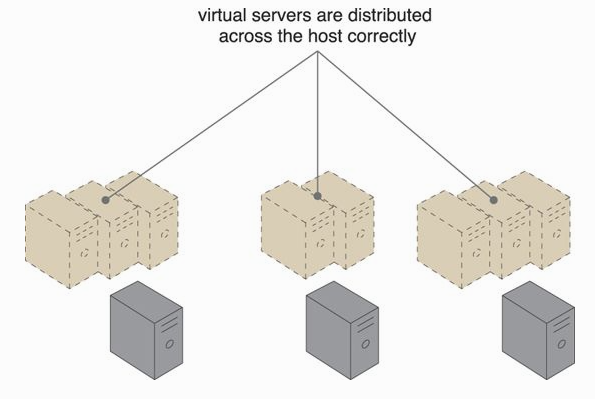 virtual servers are distributed
across the host correctly